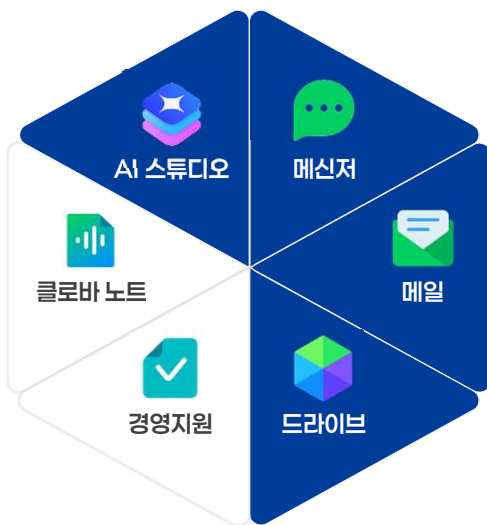 AI 스튜디오
메신저
클로바 노트
메일
경영지원
드라이브